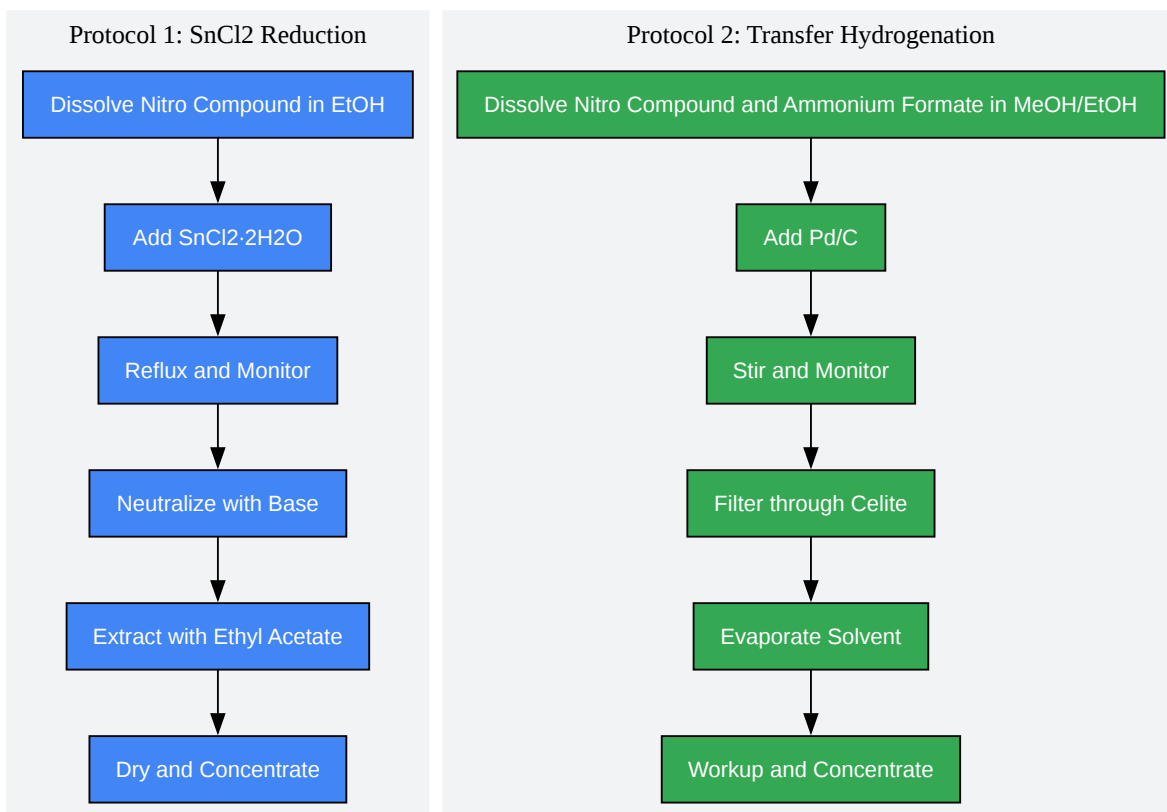 Protocol 1: SnCl2 Reduction
Dissolve Nitro Compound in EtOH
Add SnCl2·2H2O
Reflux and Monitor
Neutralize with Base
Extract with Ethyl Acetate
Dry and Concentrate
Protocol 2: Transfer Hydrogenation
Dissolve Nitro Compound and Ammonium Formate in MeOH/EtOH
Add Pd/C
Stir and Monitor
Filter through Celite
Evaporate Solvent
Workup and Concentrate